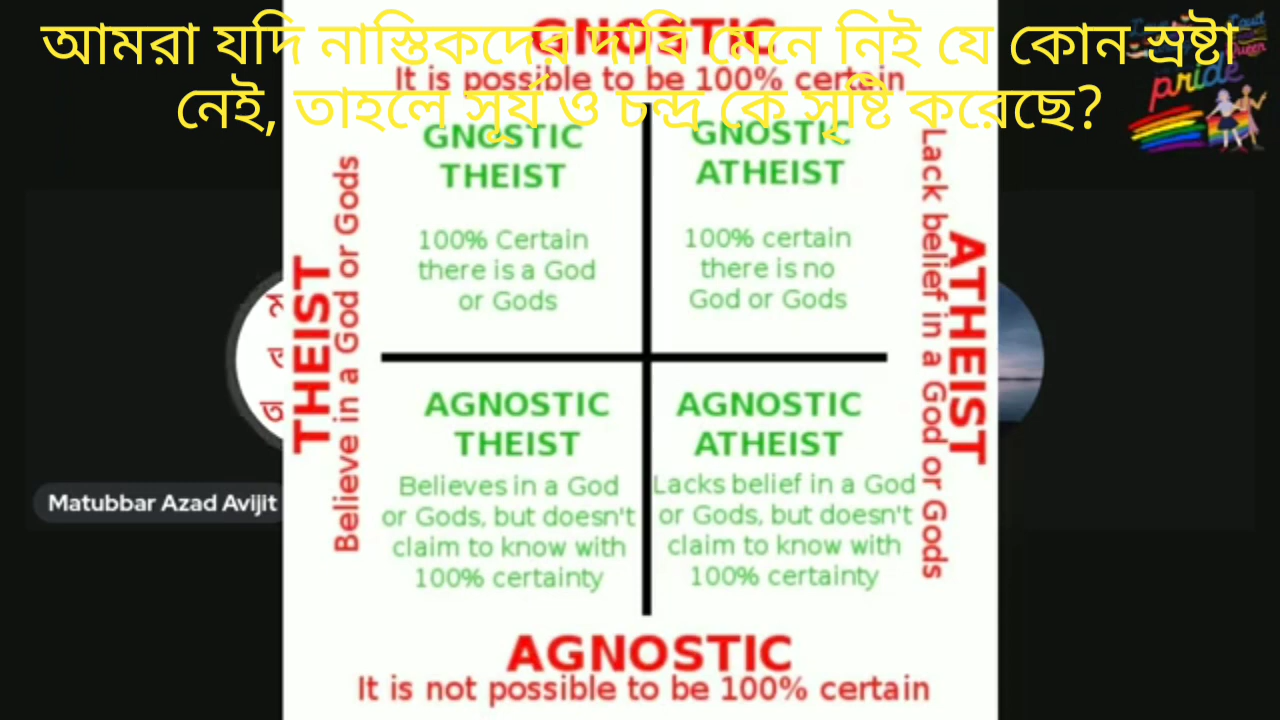 আমরা যদি নাস্তিকদের দাবি মেনে নিই যে কোন স্রষ্টা
নেই, তাহলে সূর্য ও চন্দ্র কে সৃষ্টি করেছে?
GNOSTIC
It is possible to be 100% certain
pride
GNOSTIC
THEIST
100% Certain
there is a God
or Gods
GNOSTIC
ATHEIST
100% certain
there is no
God or Gods
THEIST
Believe in a God or Gods
ATHEIST
Lack belief in a God or Gods
AGNOSTIC
THEIST
Believes in a God
or Gods, but doesn't
claim to know with
100% certainty
AGNOSTIC
ATHEIST
Lacks belief in a God
or Gods, but doesn't
claim to know with
100% certainty
Matubbar Azad Avijit
AGNOSTIC
It is not possible to be 100% certain